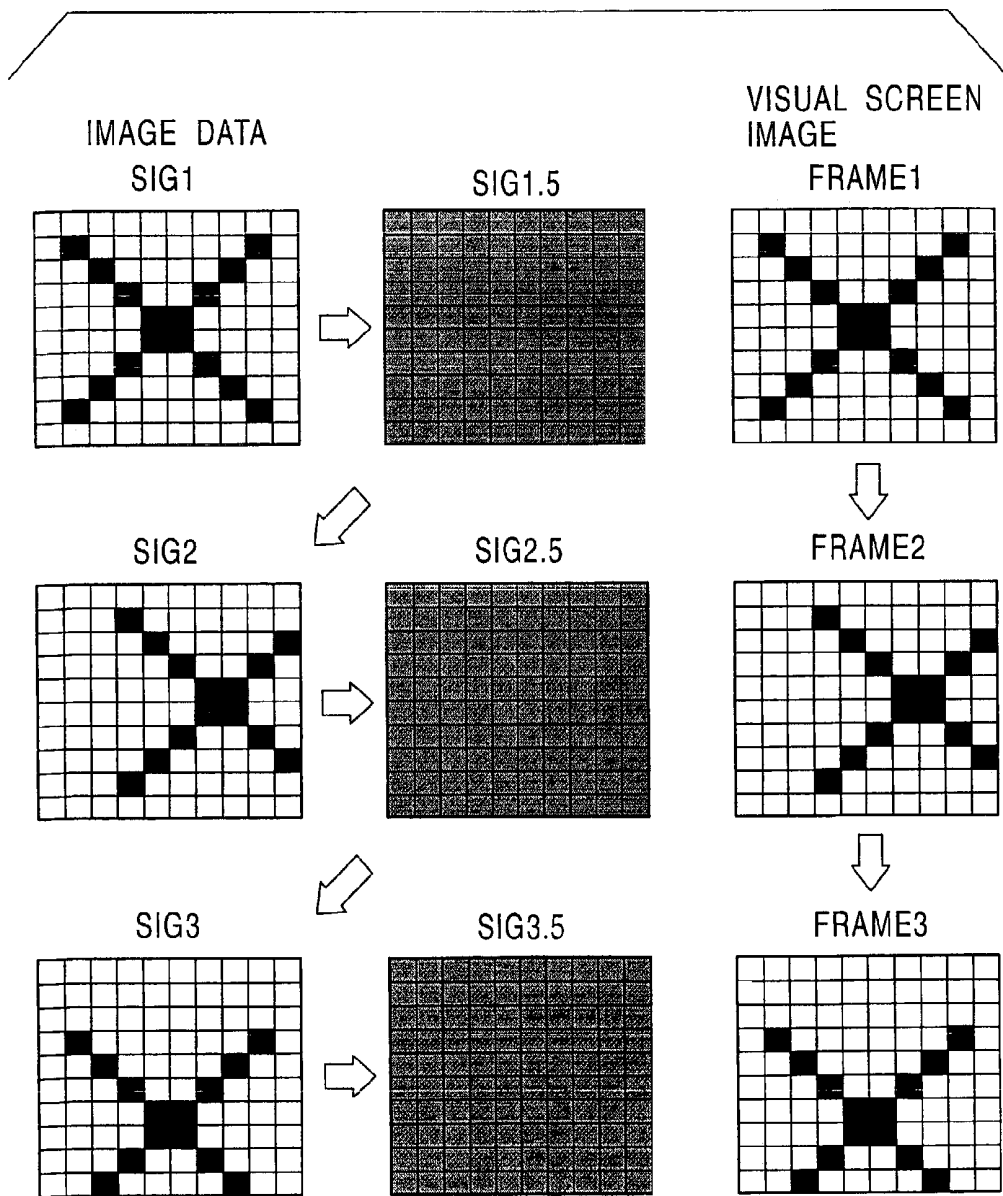 IMAGE DATA
SIG1
SIG1.5
VISUAL SCREEN
IMAGE
FRAME1
SIG2
SIG2.5
FRAME2
SIG3
SIG3.5
FRAME3